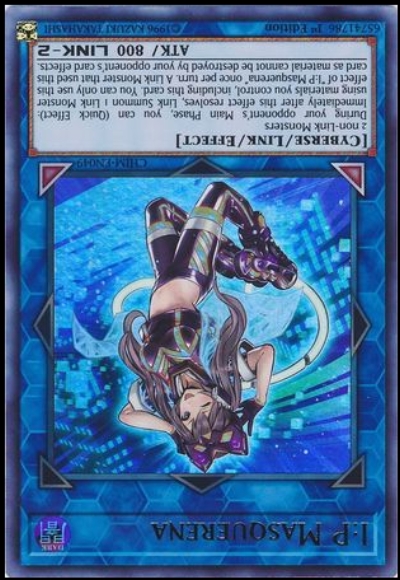 I:P Masquerena
DARK
闇
CHIM-EN049
[Cyberse/Link/Effect]
2 non-Link Monsters
During your opponent's Main Phase, you can (Quick Effect):
Immediately after this effect resolves, Link Summon 1 Link Monster
using materials you control, including this card. You can only use this
effect of "I:P Masquerena" once per turn. A Link Monster that used this
card as material cannot be destroyed by your opponent's card effects.
ATK/ 800 LINK-2
65741786 1st Edition ©1996 KAZUKI TAKAHASHI